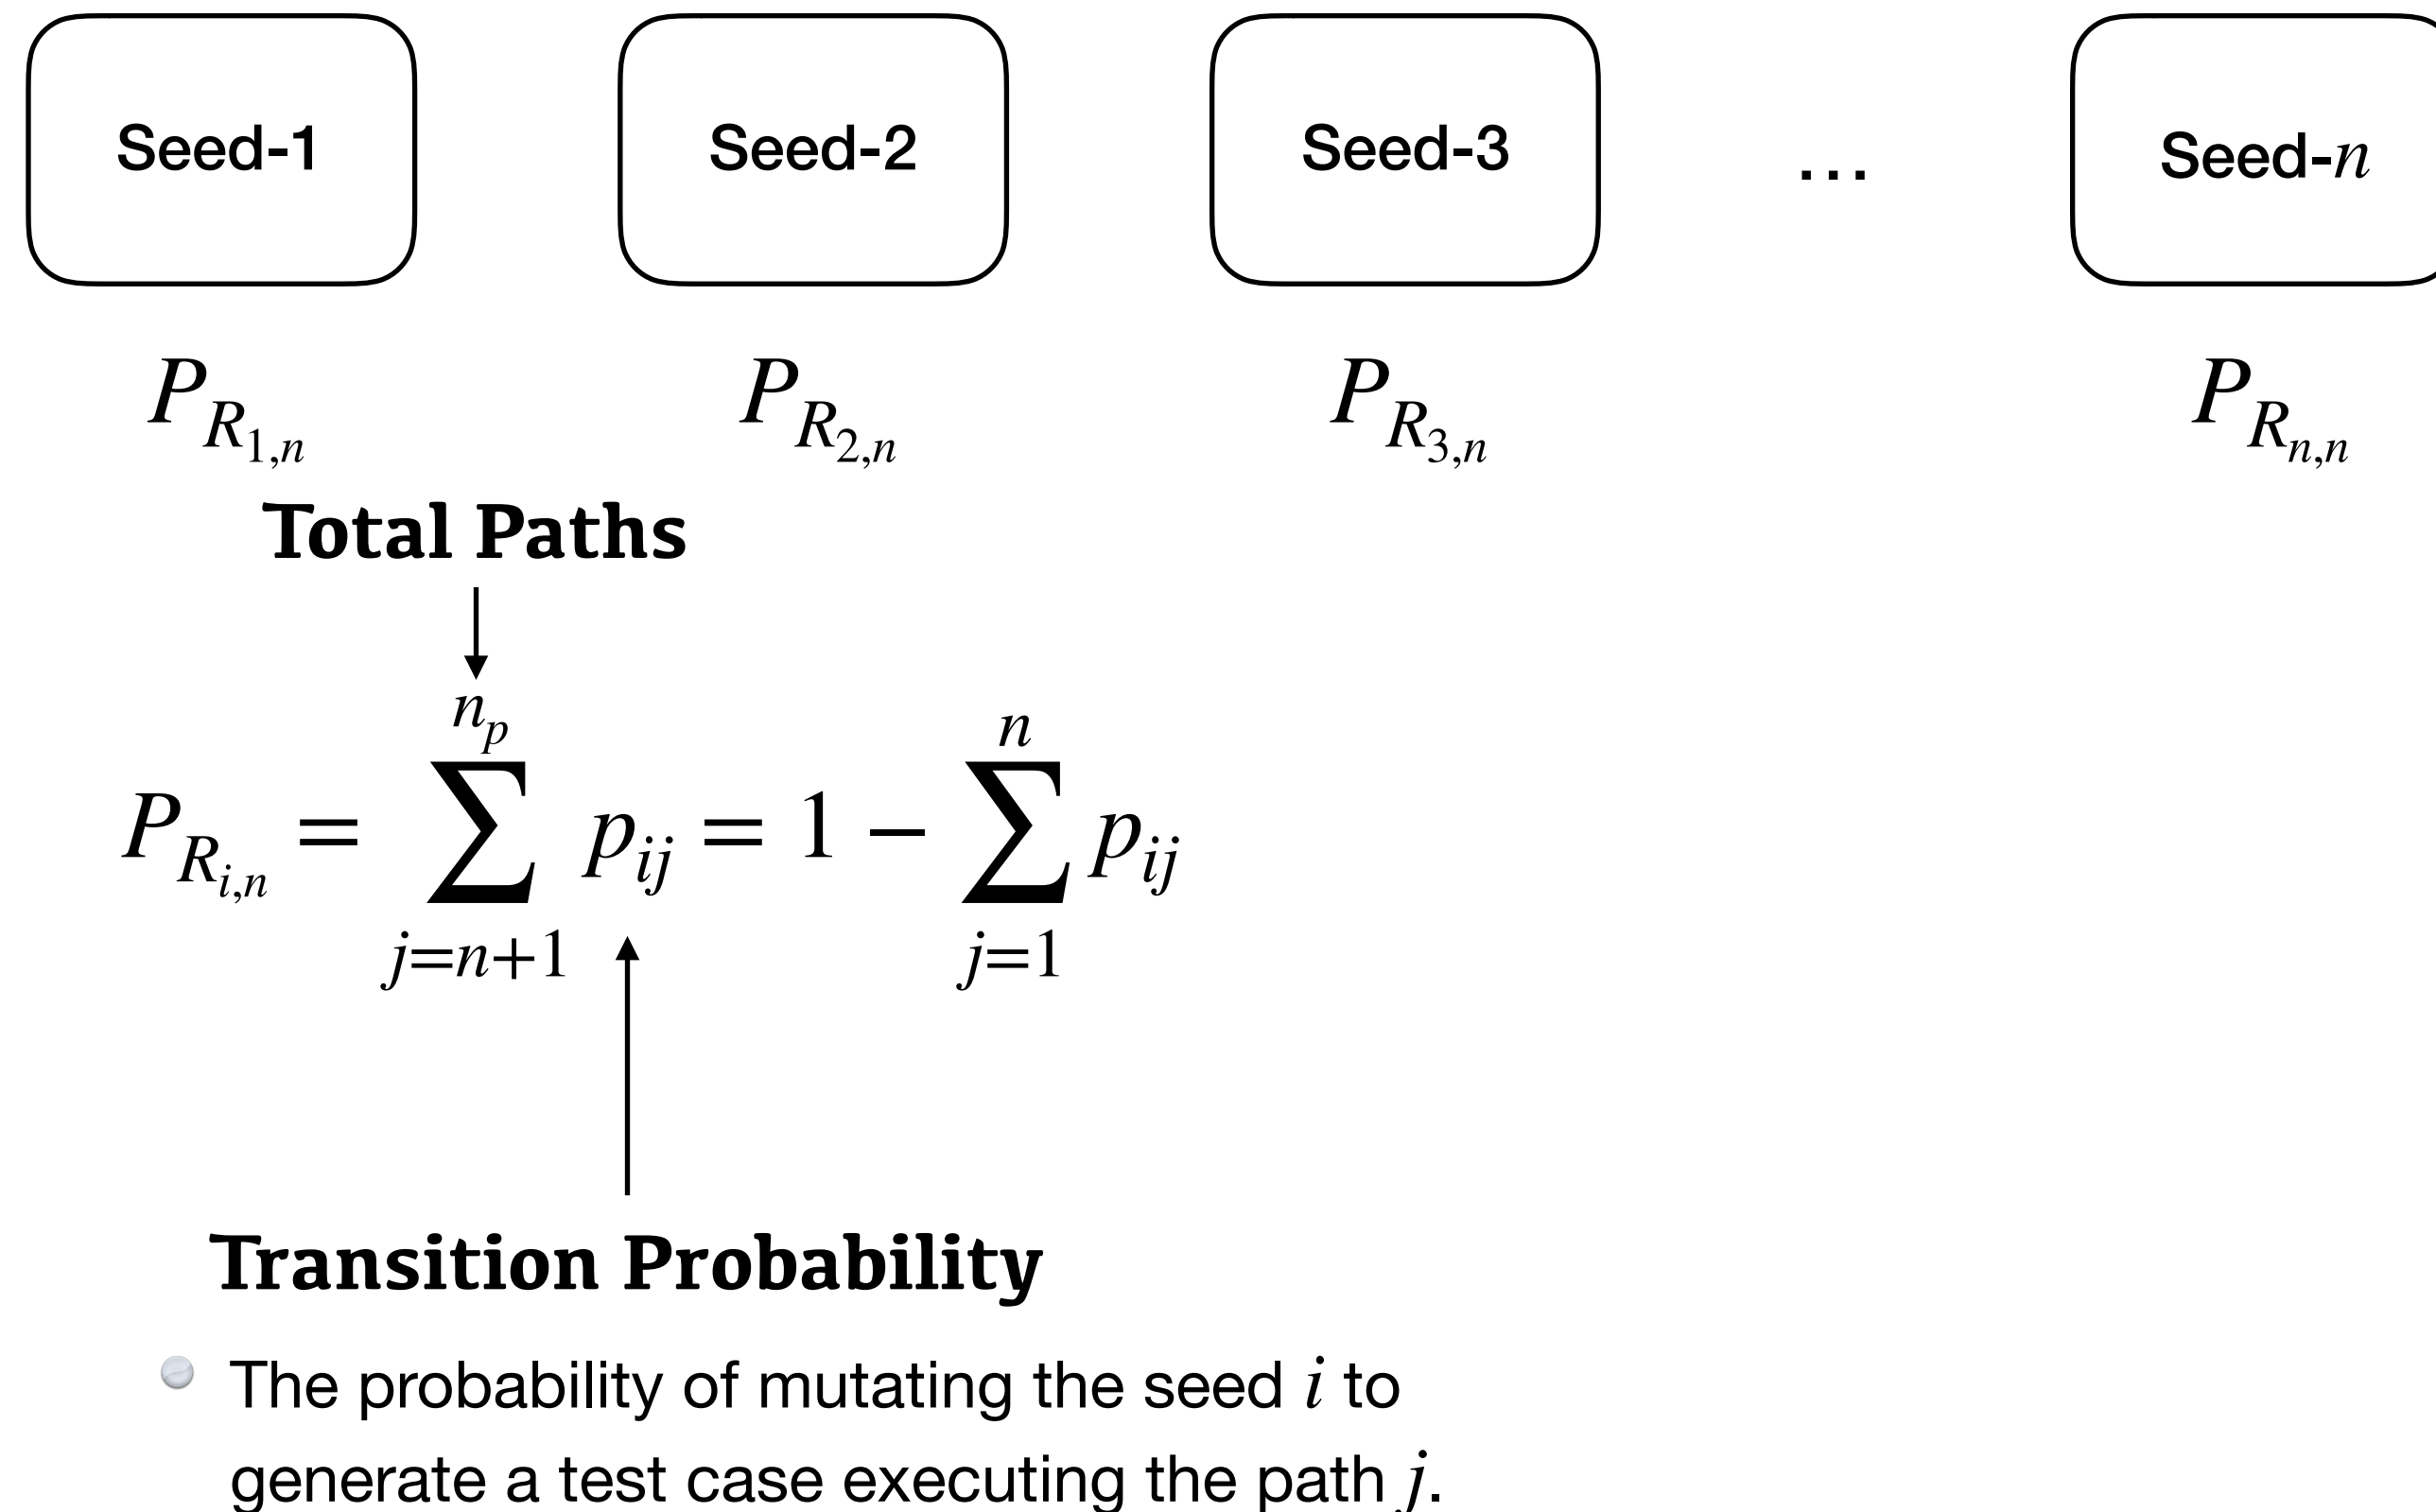 Seed-1 Seed-2 Seed-3 ... Seed-n
P_{R_{1,n}} P_{R_{2,n}} P_{R_{3,n}} P_{R_{n,n}}
Total Paths
P_{R_{i,n}} = \sum_{j=n+1}^{n_p} p_{ij} = 1 − \sum_{j=1}^{n} p_{ij}
Transition Probability
The probability of mutating the seed i to
generate a test case executing the path j.